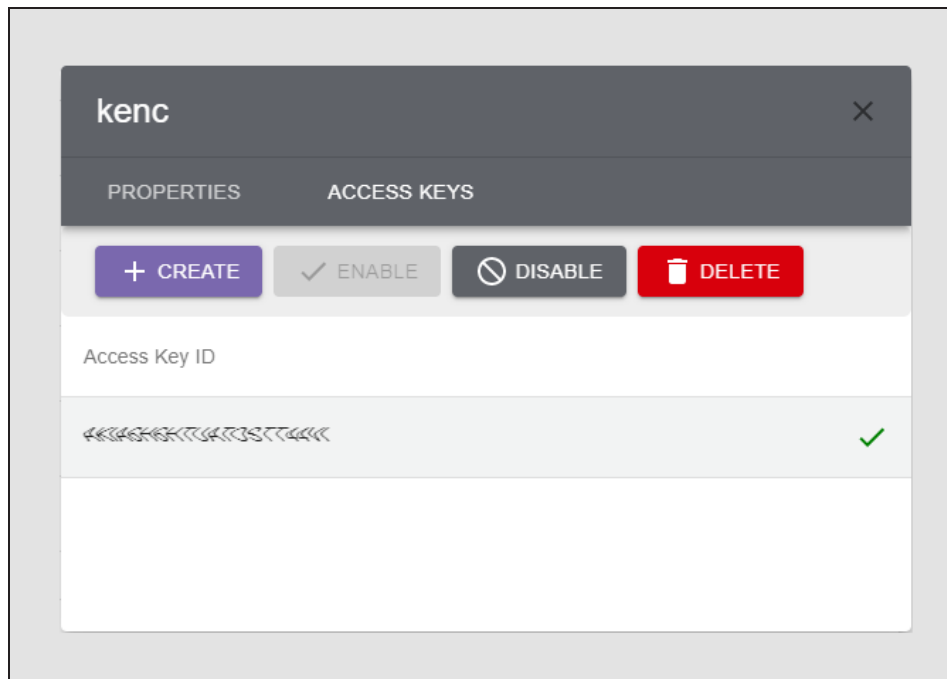 kenc
PROPERTIES ACCESS KEYS
CREATE ENABLE DISABLE DELETE
Access Key ID